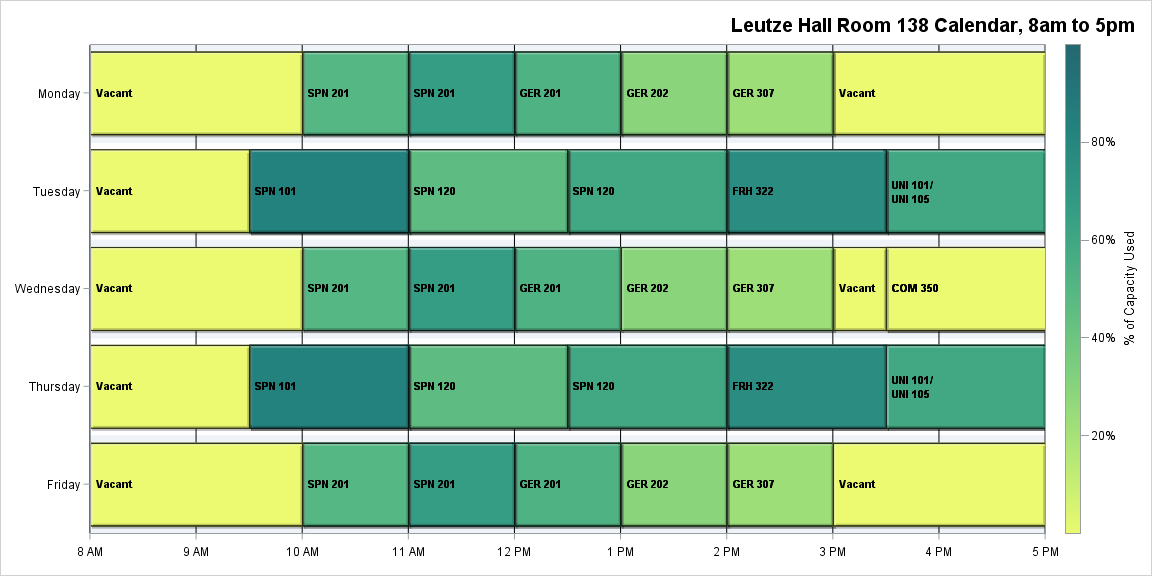 Leutze Hall Room 138 Calendar, 8am to 5pm
Monday
Vacant
SPN 201
SPN 201
GER 201
GER 202
GER 307
Vacant
Tuesday
Vacant
SPN 101
SPN 120
SPN 120
FRH 322
UNI 101/
UNI 105
Wednesday
Vacant
SPN 201
SPN 201
GER 201
GER 202
GER 307
Vacant
COM 350
Thursday
Vacant
SPN 101
SPN 120
SPN 120
FRH 322
UNI 101/
UNI 105
Friday
Vacant
SPN 201
SPN 201
GER 201
GER 202
GER 307
Vacant
8 AM
9 AM
10 AM
11 AM
12 PM
1 PM
2 PM
3 PM
4 PM
5 PM
80%
60%
40%
20%
% of Capacity Used